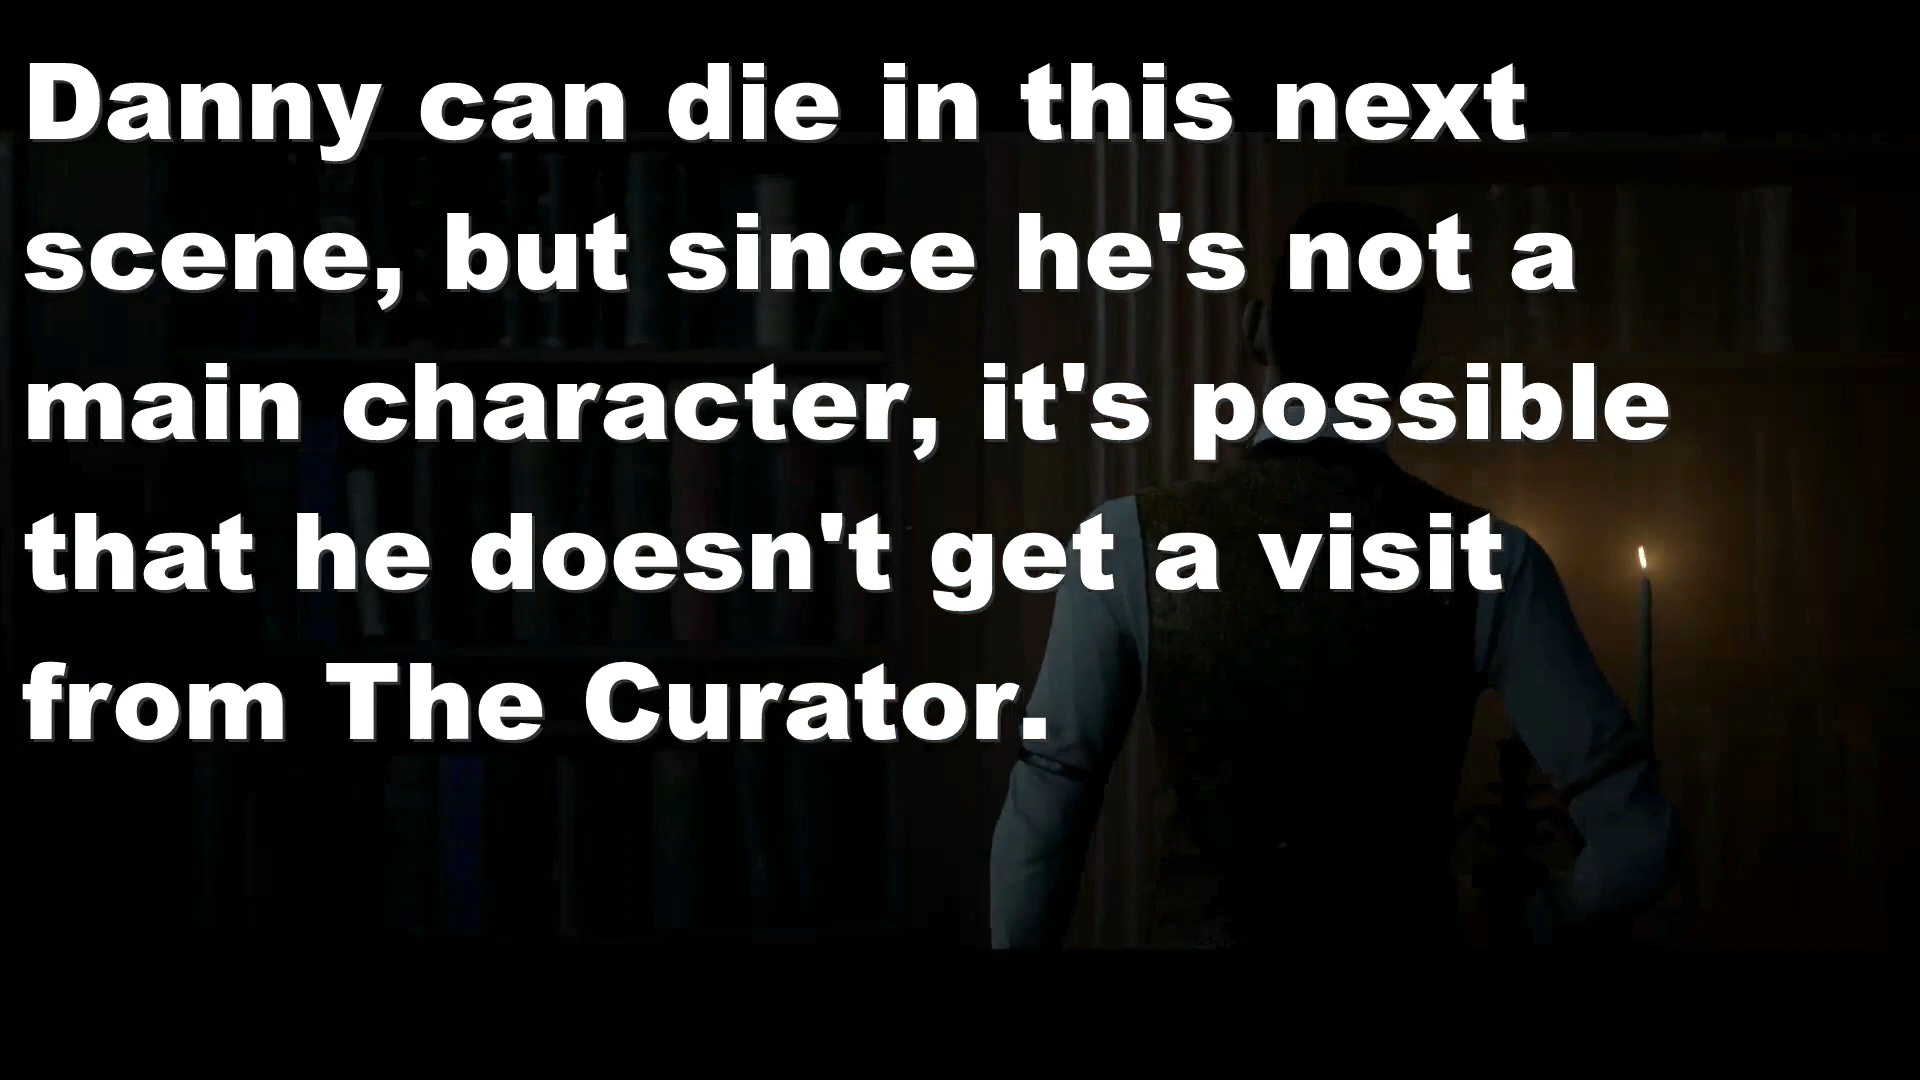 Danny can die in this next
scene, but since he's not a
main character, it's possible
that he doesn't get a visit
from The Curator.